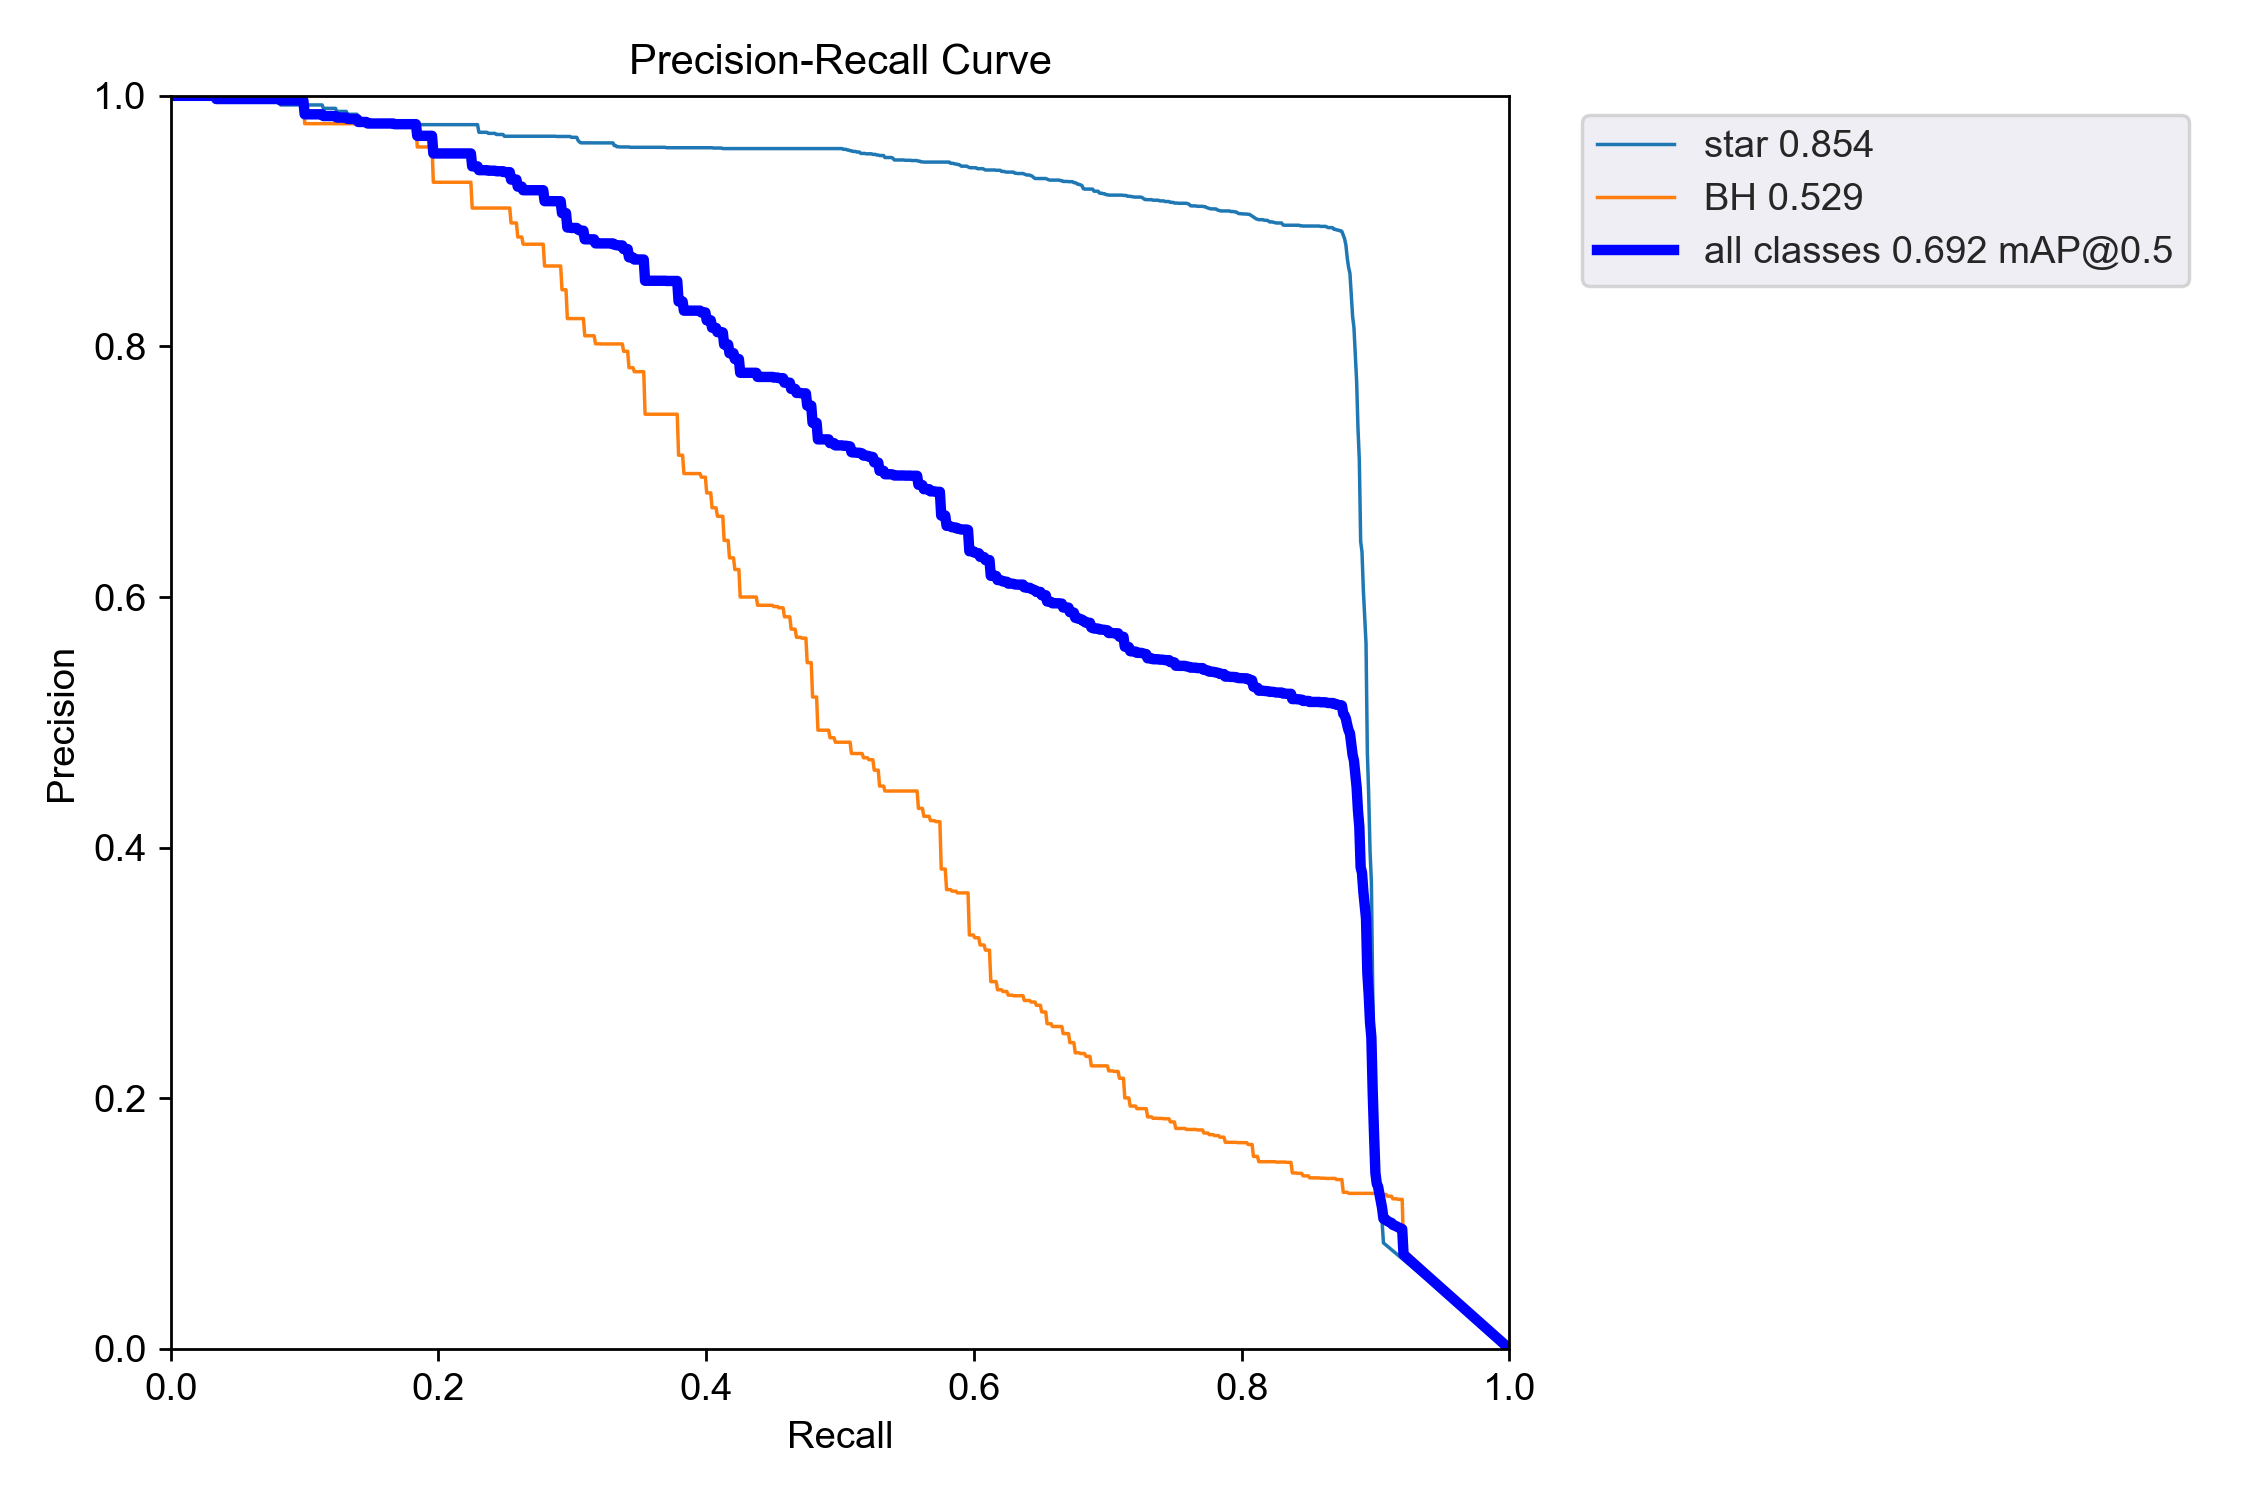 Precision-Recall Curve
1.0
0.8
0.6
0.4
0.2
0.0
Precision
0.0 0.2 0.4 0.6 0.8 1.0
Recall
star 0.854
BH 0.529
all classes 0.692 mAP@0.5